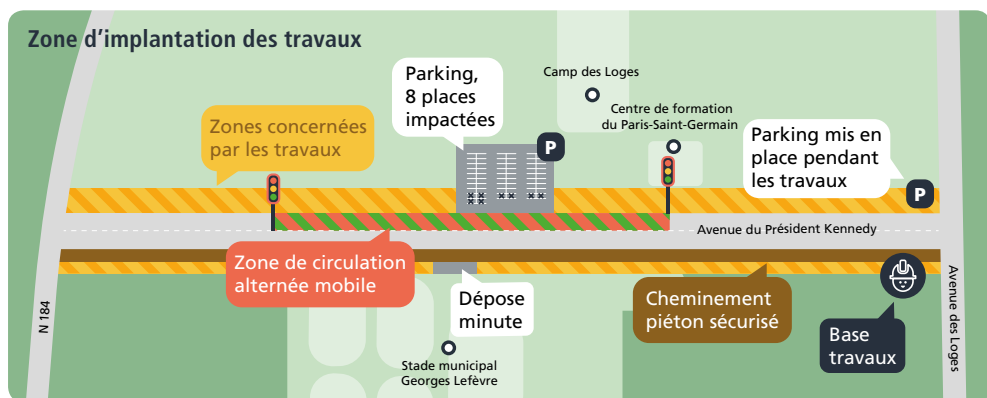 Zone d'implantation des travaux
Parking,
8 places
impactées
Camp des Loges
Centre de formation
du Paris-Saint-Germain
Zones concernées
par les travaux
P
Parking mis en
place pendant
les travaux
P
Avenue du Président Kennedy
Zone de circulation
alternée mobile
Dépose
minute
Cheminement
piéton sécurisé
Base
travaux
N 184
Avenue des Loges
Stade municipal
Georges Lefèvre